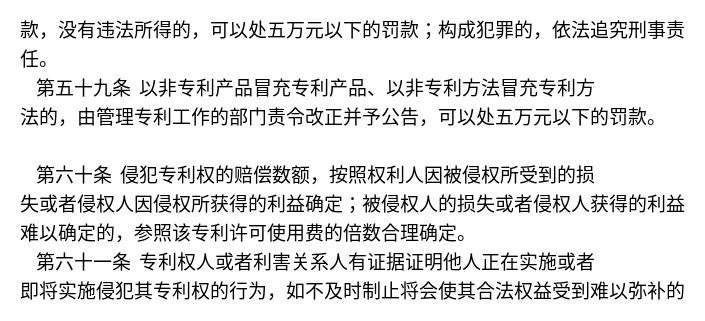 款，没有违法所得的，可以处五万元以下的罚款；构成犯罪的，依法追究刑事责
任。
第五十九条 以非专利产品冒充专利产品、以非专利方法冒充专利方
法的，由管理专利工作的部门责令改正并予公告，可以处五万元以下的罚款。
第六十条 侵犯专利权的赔偿数额，按照权利人因被侵权所受到的损
失或者侵权人因侵权所获得的利益确定；被侵权人的损失或者侵权人获得的利益
难以确定的，参照该专利许可使用费的倍数合理确定。
第六十一条 专利权人或者利害关系人有证据证明他人正在实施或者
即将实施侵犯其专利权的行为，如不及时制止将会使其合法权益受到难以弥补的